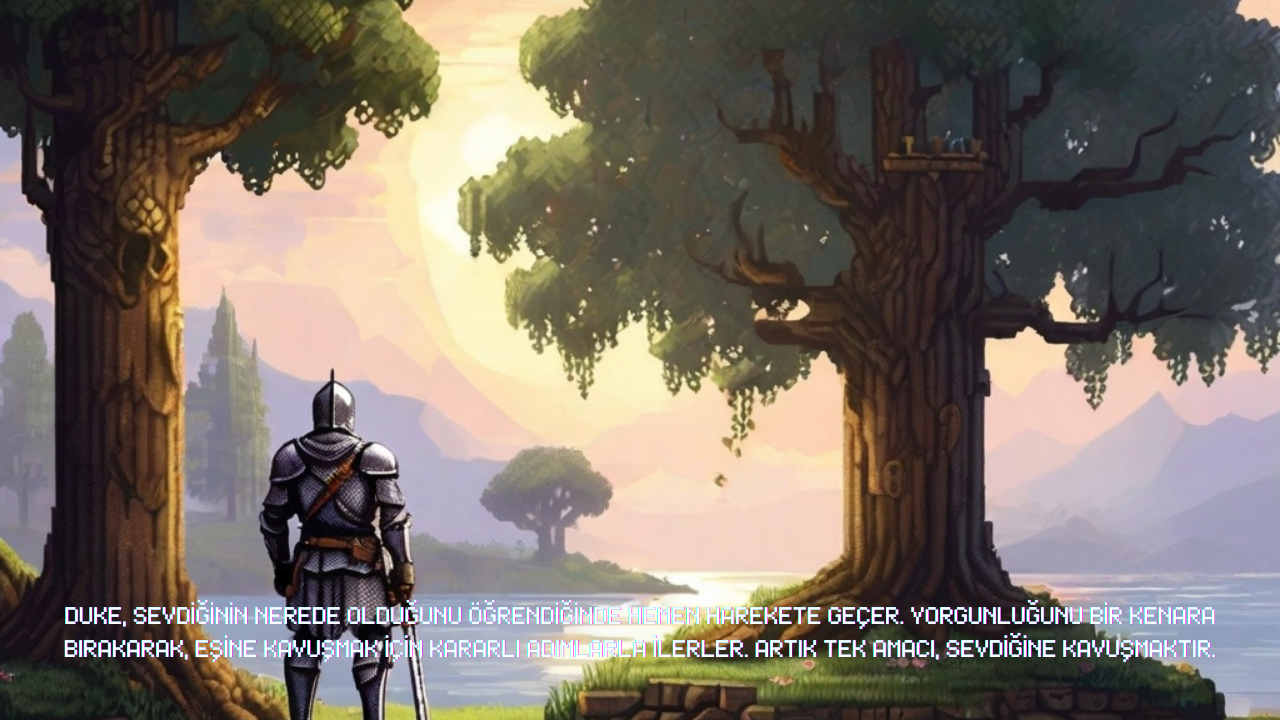 DUKE, SEVDİĞİNİN NEREDE OLDUĞUNU ÖĞRENDİĞİNDE HEMEN HAREKETE GEÇER. YORGUNLUĞUNU BİR KENARA
BIRAKARAK, EŞİNE KAVUŞMAK İÇİN KARARLI ADIMLARLA İLERLER. ARTIK TEK AMACI, SEVDİĞİNE KAVUŞMAKTIR.